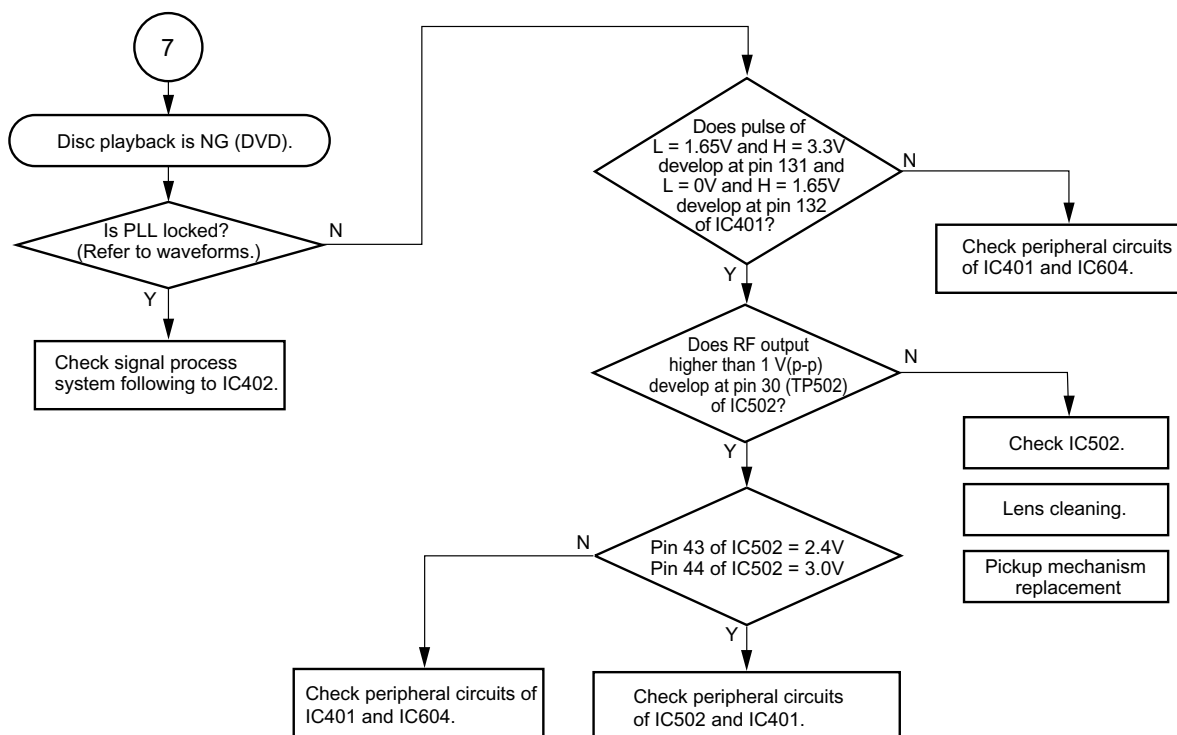 7
Disc playback is NG (DVD).
Is PLL locked?
(Refer to waveforms.)
N
Y
Check signal process
system following to IC402.
Does pulse of
L = 1.65V and H = 3.3V
develop at pin 131 and
L = 0V and H = 1.65V
develop at pin 132
of IC401?
N
Y
Check peripheral circuits
of IC401 and IC604.
Does RF output
higher than 1 V(p-p)
develop at pin 30 (TP502)
of IC502?
N
Y
Check IC502.
Lens cleaning.
Pickup mechanism
replacement
Pin 43 of IC502 = 2.4V
Pin 44 of IC502 = 3.0V
N
Y
Check peripheral circuits of
IC401 and IC604.
Check peripheral circuits
of IC502 and IC401.